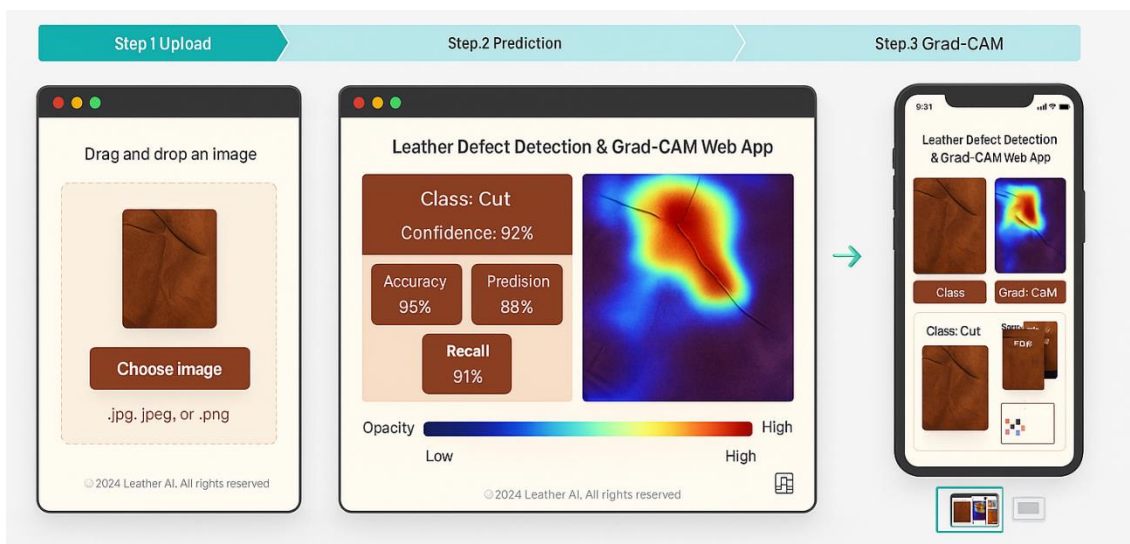 Step 1 Upload
Step.2 Prediction
Step.3 Grad-CAM
Drag and drop an image
Choose image
.jpg. jpeg, or .png
© 2024 Leather AI, All rights reserved
Leather Defect Detection & Grad-CAM Web App
Class: Cut
Confidence: 92%
Accuracy
95%
Predision
88%
Recall
91%
Opacity
High
Low
High
© 2024 Leather AI, All rights reserved
9:31
Leather Defect Detection
& Grad-CAM Web App
Class
Grad: CaM
Class: Cut